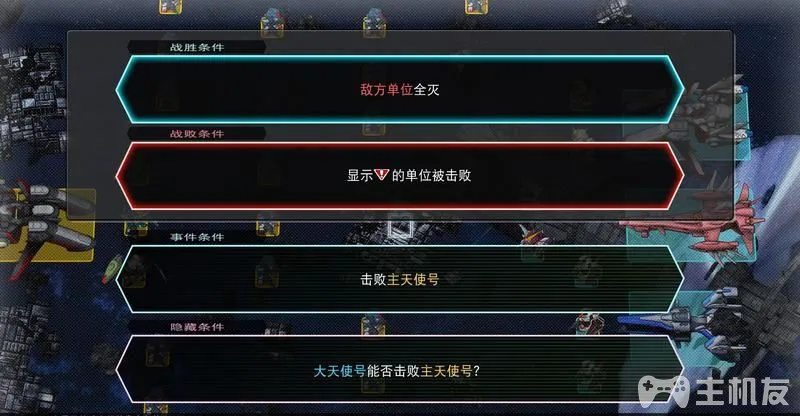 战胜条件
敌方单位全灭
战败条件
显示的单位被击败
事件条件
击败主天使号
隐藏条件
大天使号能否击败主天使号?
主机友